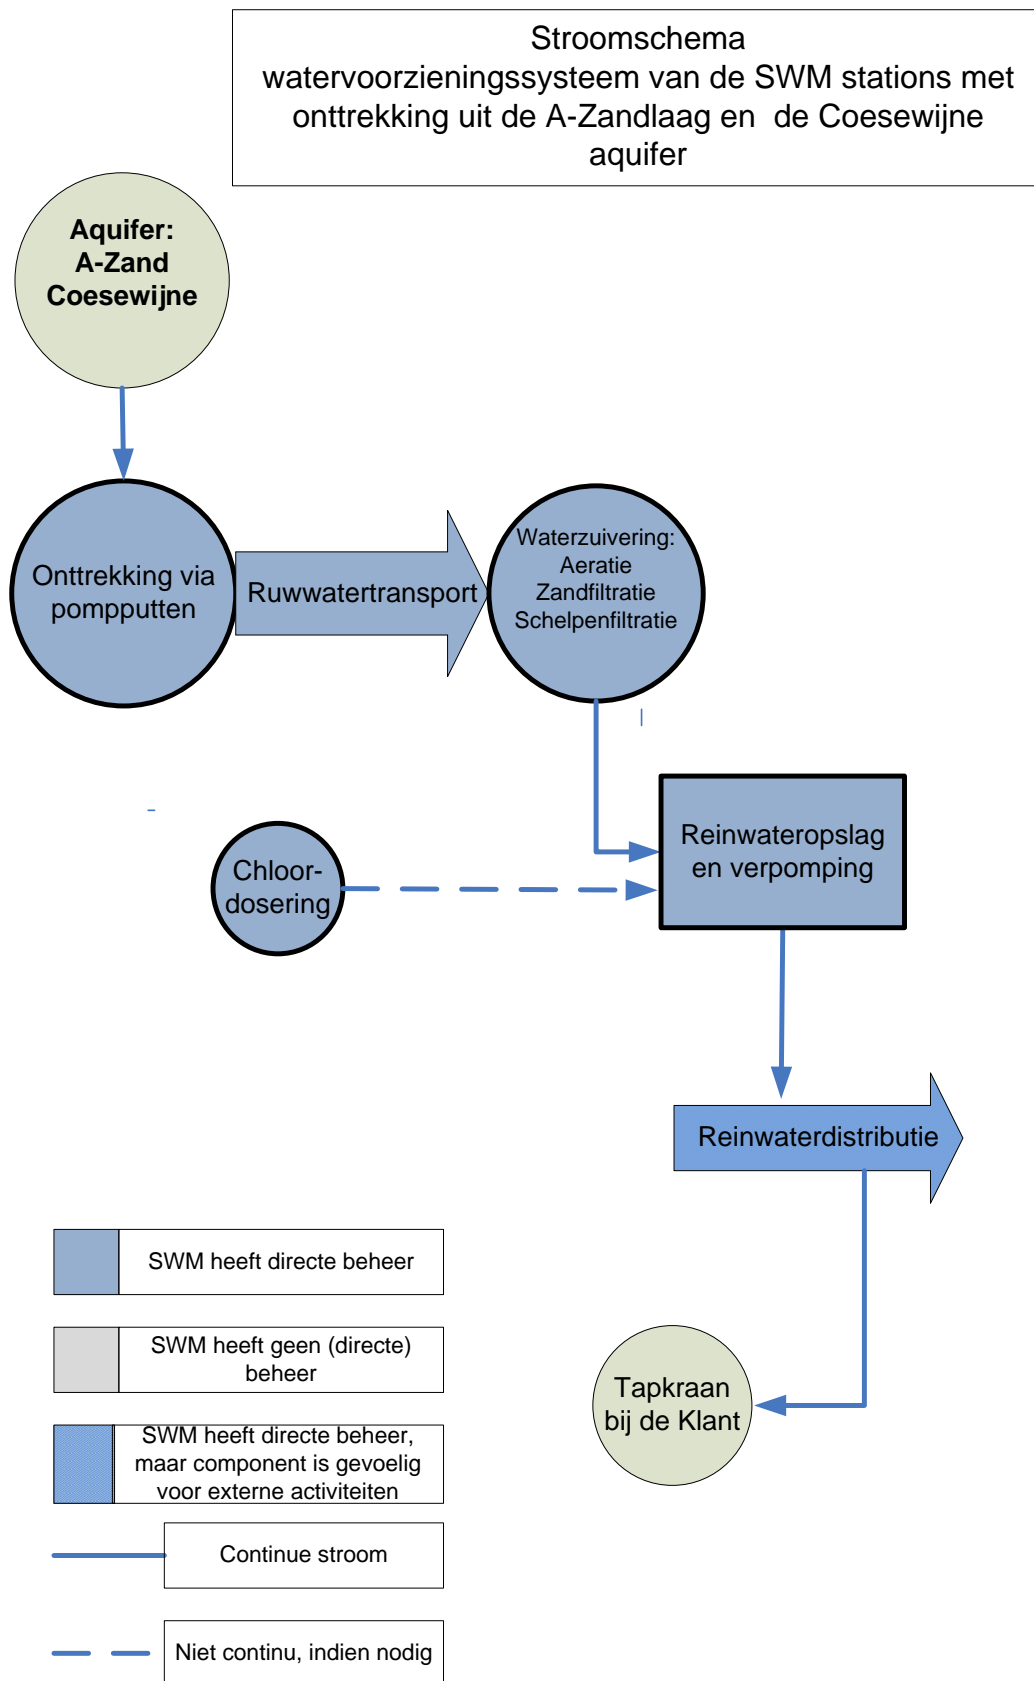 Stroomschema
watervoorzieningssysteem van de SWM stations met
onttrekking uit de A-Zandlaag en de Coesewijne
aquifer
Aquifer:
A-Zand
Coesewijne
Onttrekking via
pompputten
Ruwwatertransport
Waterzuivering:
Aeratie
Zandfiltratie
Schelpenfiltratie
Chloor-
dosering
Reinwateropslag
en verpomping
Reinwaterdistributie
Tapkraan
bij de Klant
SWM heeft directe beheer
SWM heeft geen (directe)
beheer
SWM heeft directe beheer,
maar component is gevoelig
voor externe activiteiten
Continue stroom
Niet continu, indien nodig